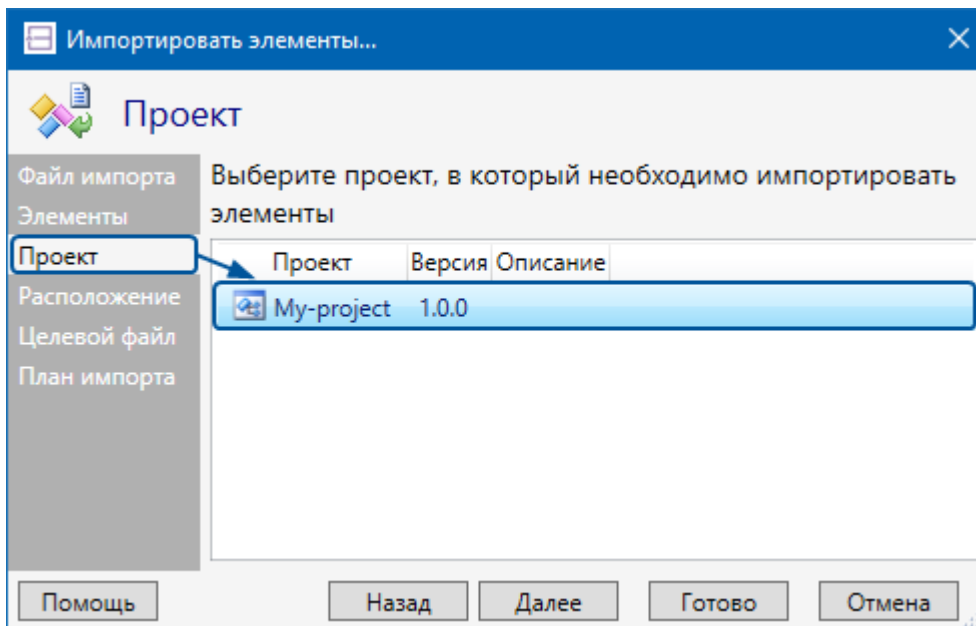 Импортировать элементы...
Проект
Файл импорта
Элементы
Проект
Расположение
Целевой файл
План импорта
Выберите проект, в который необходимо импортировать
элементы
Проект Версия Описание
My-project 1.0.0
Помощь Назад Далее Готово Отмена